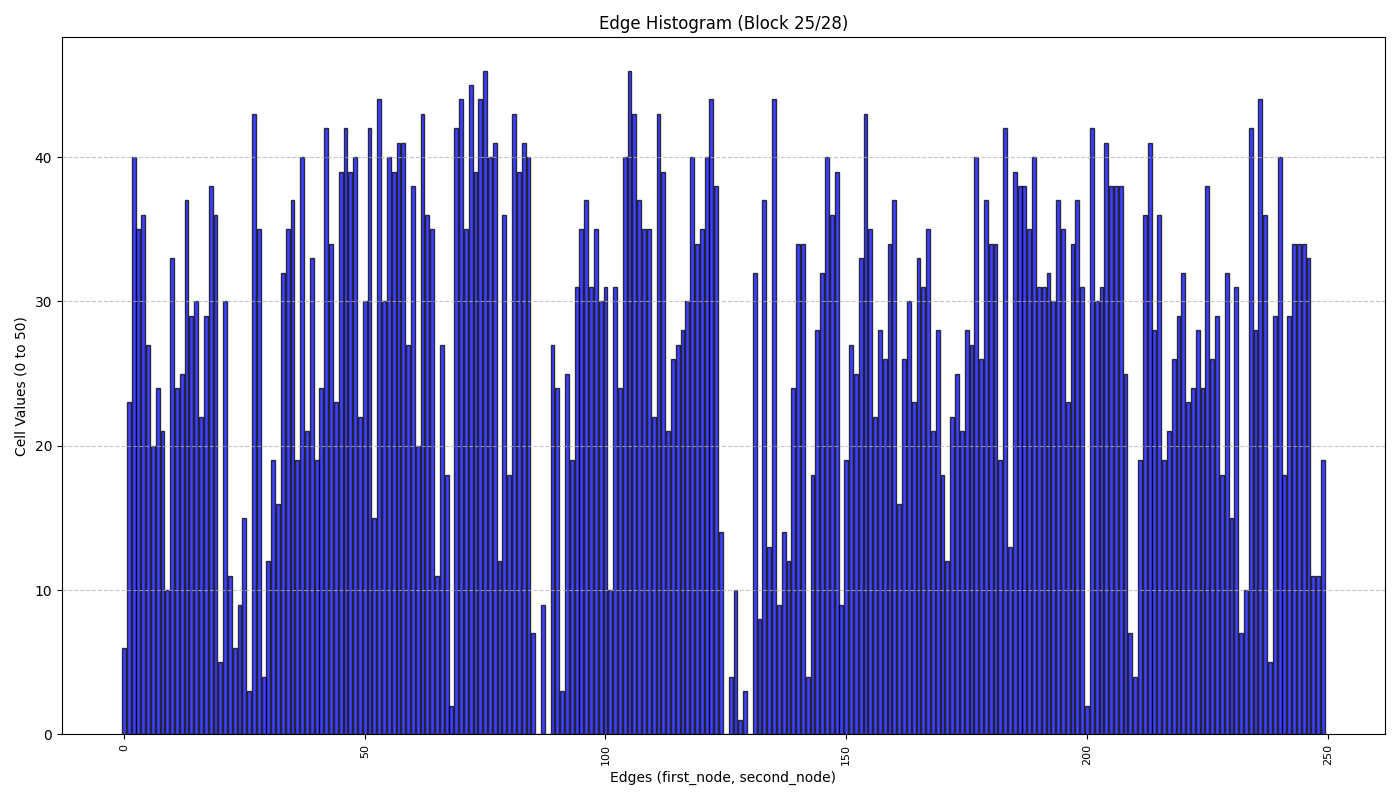 Edge Histogram (Block 25/28)
Cell Values (0 to 50)
40
30
20
10
0
0 50 100 150 200 250
Edges (first_node, second_node)